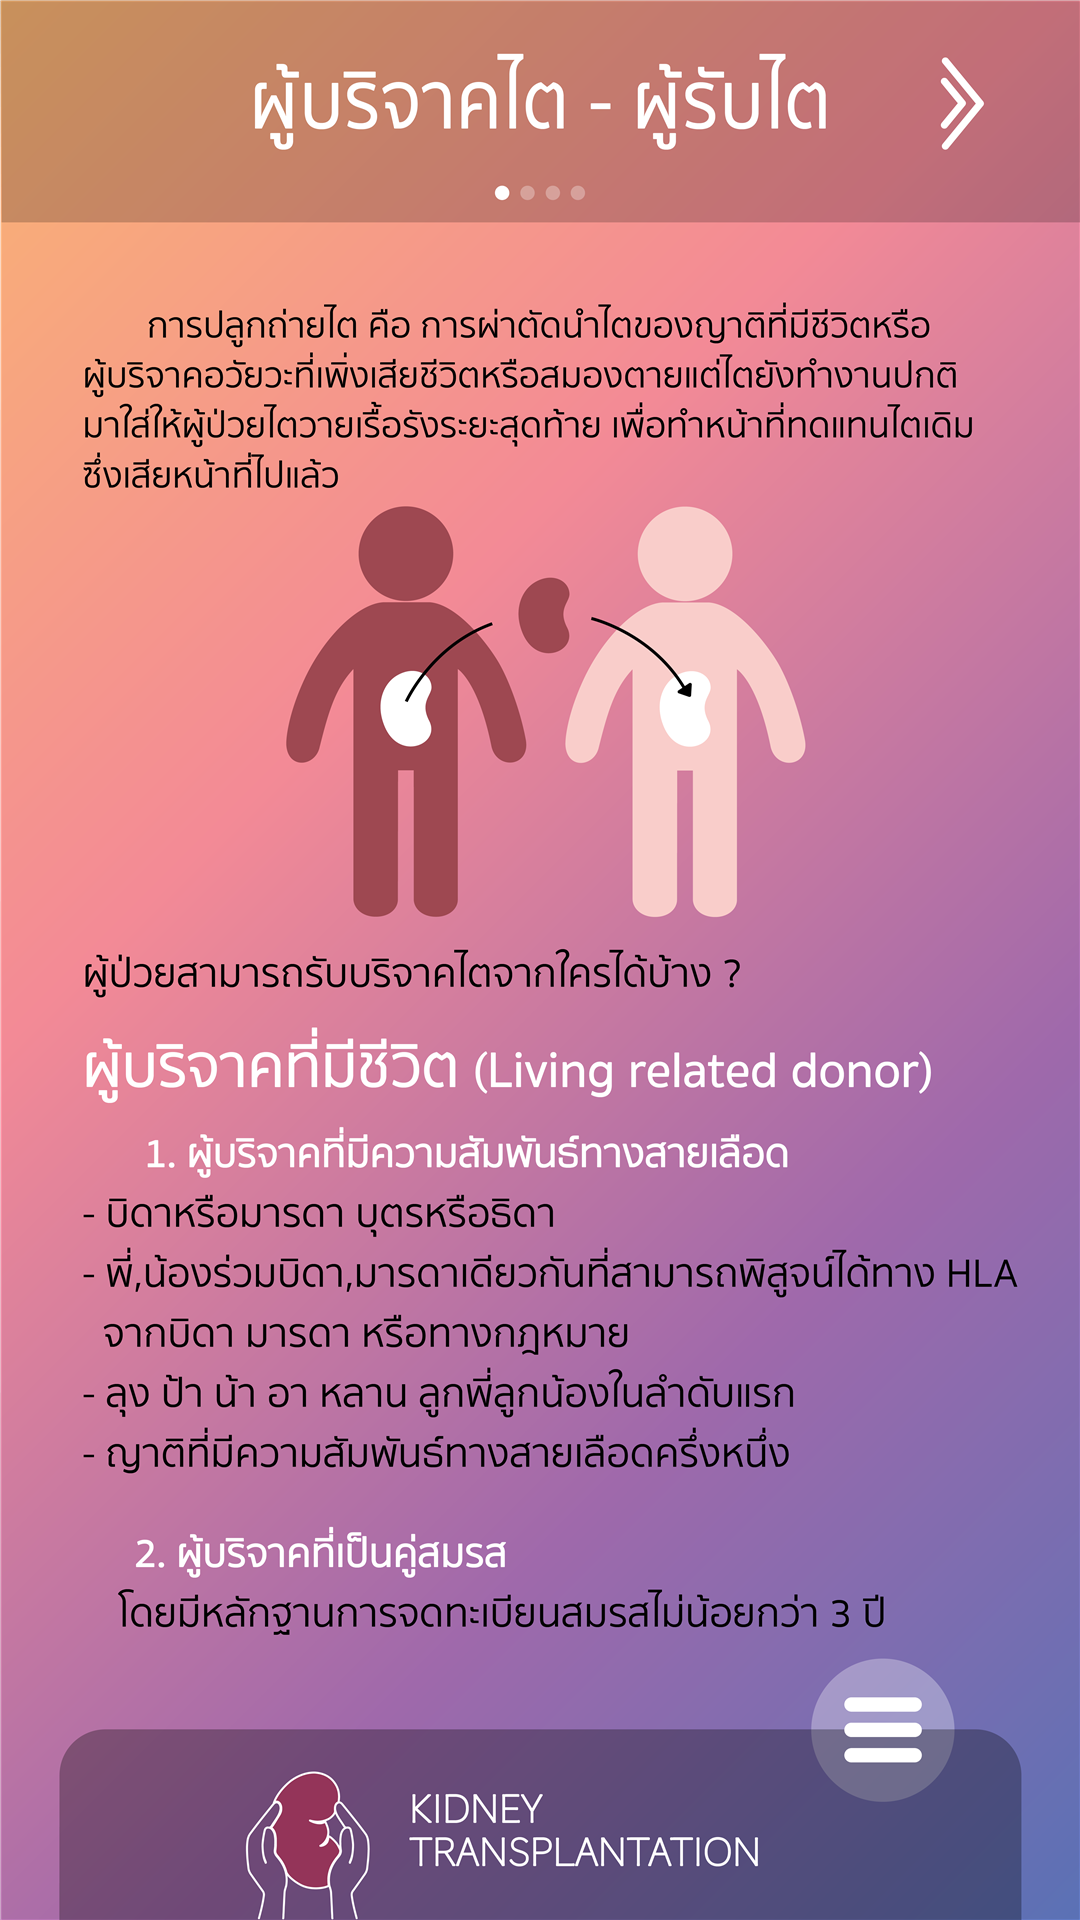 ผู้บริจาคไต - ผู้รับไต
การปลูกถ่ายไต คือ การผ่าตัดนำไตของญาติที่มีชีวิตหรือ
ผู้บริจาคอวัยวะที่เพิ่งเสียชีวิตหรือสมองตายแต่ไตยังทำงานปกติ
มาใส่ให้ผู้ป่วยไตวายเรื้อรังระยะสุดท้าย เพื่อทำหน้าที่ทดแทนไตเดิม
ซึ่งเสียหน้าที่ไปแล้ว
ผู้ป่วยสามารถรับบริจาคไตจากใครได้บ้าง ?
ผู้บริจาคที่มีชีวิต (Living related donor)
1. ผู้บริจาคที่มีความสัมพันธ์ทางสายเลือด
- บิดาหรือมารดา บุตรหรือธิดา
- พี่,น้องร่วมบิดา,มารดาเดียวกันที่สามารถพิสูจน์ได้ทาง HLA
จากบิดา มารดา หรือทางกฎหมาย
- ลุง ป้า น้า อา หลาน ลูกพี่ลูกน้องในลำดับแรก
- ญาติที่มีความสัมพันธ์ทางสายเลือดครึ่งหนึ่ง
2. ผู้บริจาคที่เป็นคู่สมรส
โดยมีหลักฐานการจดทะเบียนสมรสไม่น้อยกว่า 3 ปี
KIDNEY
TRANSPLANTATION